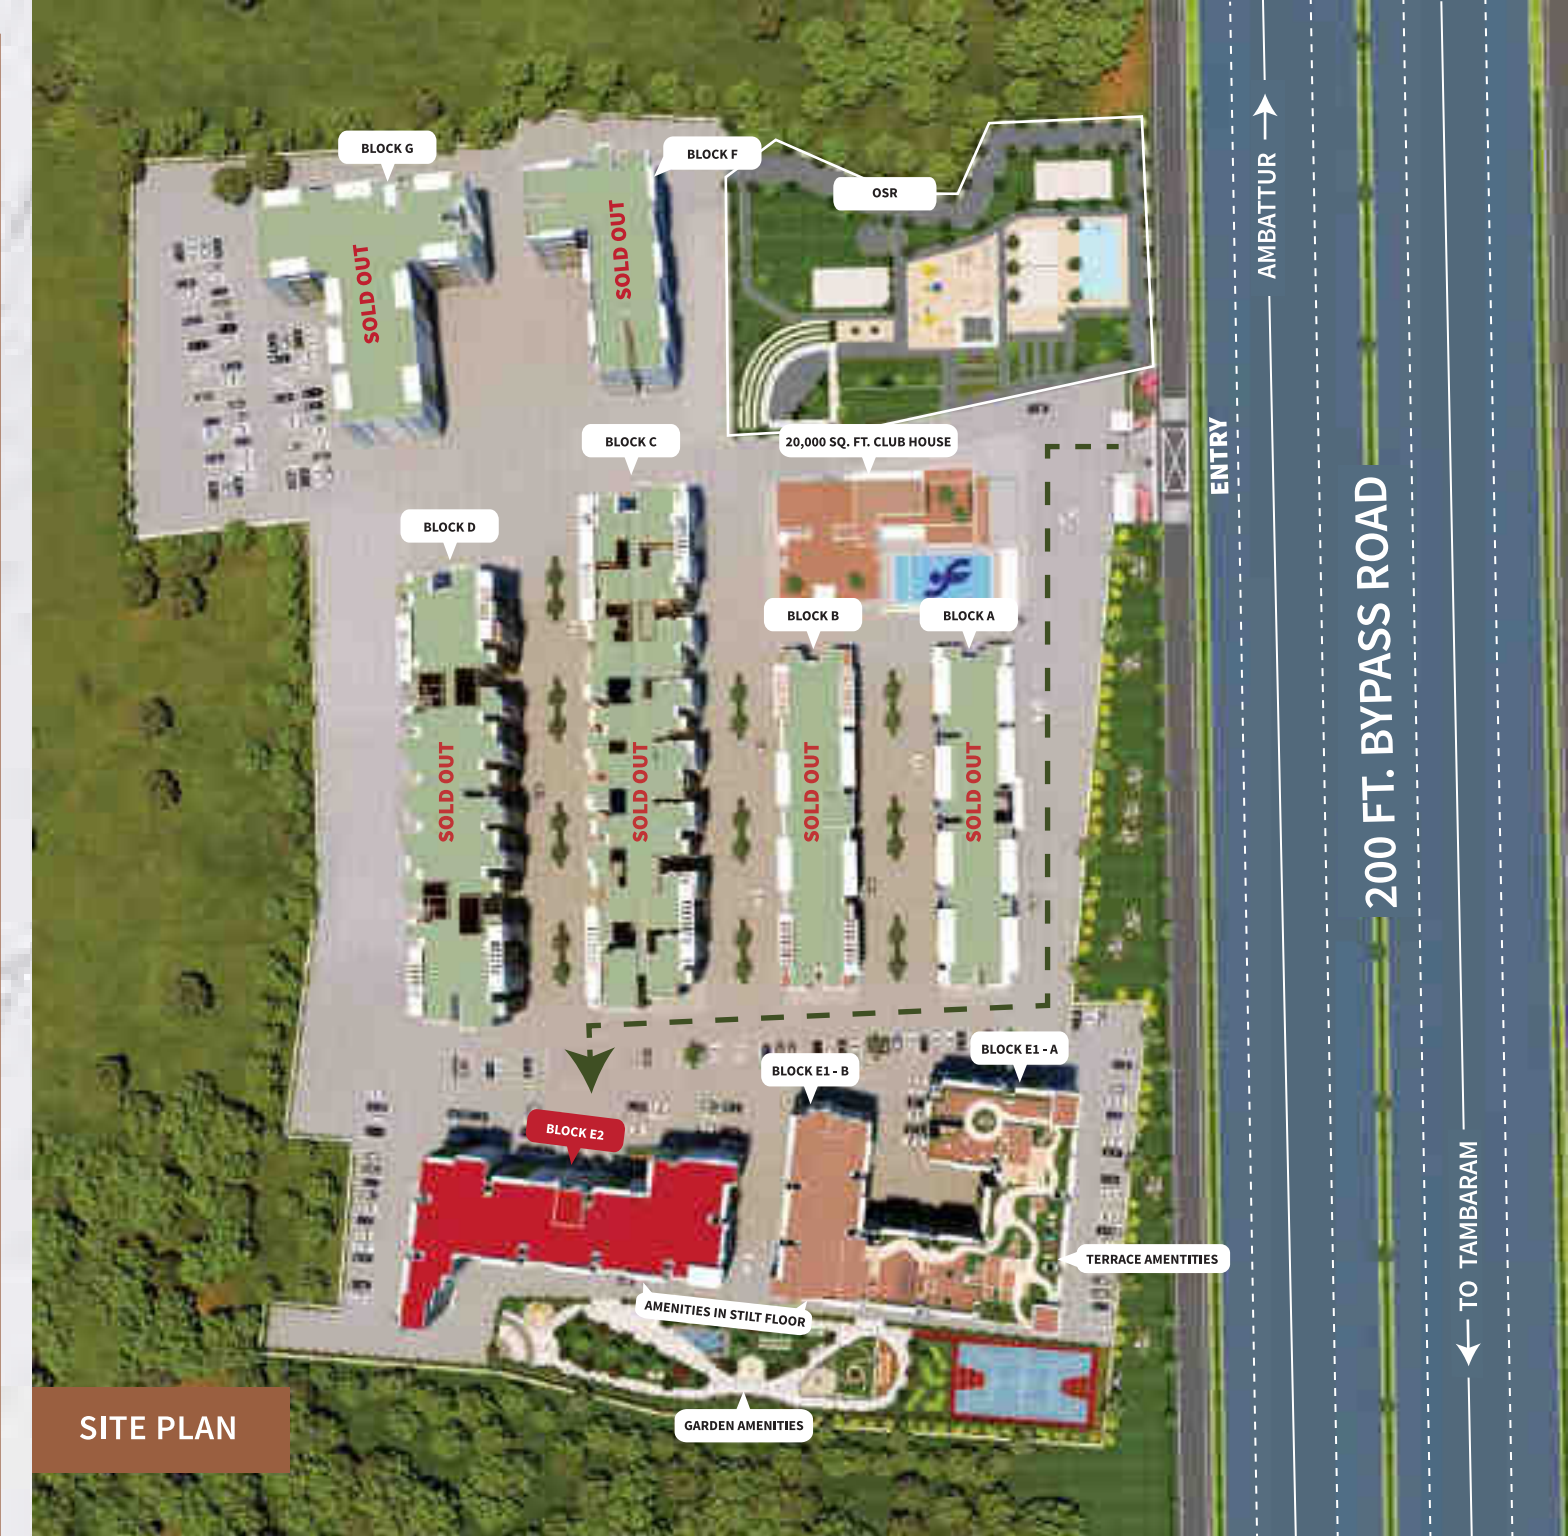 BLOCK G
BLOCK F
OSR
SOLD OUT
SOLD OUT
AMBATTUR
BLOCK C
20,000 SQ. FT. CLUB HOUSE
ENTRY
BLOCK D
BLOCK B
BLOCK A
200 FT. BYPASS ROAD
SOLD OUT
SOLD OUT
SOLD OUT
SOLD OUT
BLOCK E1 - A
BLOCK E1 - B
BLOCK E2
TERRACE AMENTITIES
TO TAMBARAM
AMENITIES IN STILT FLOOR
GARDEN AMENITIES
SITE PLAN